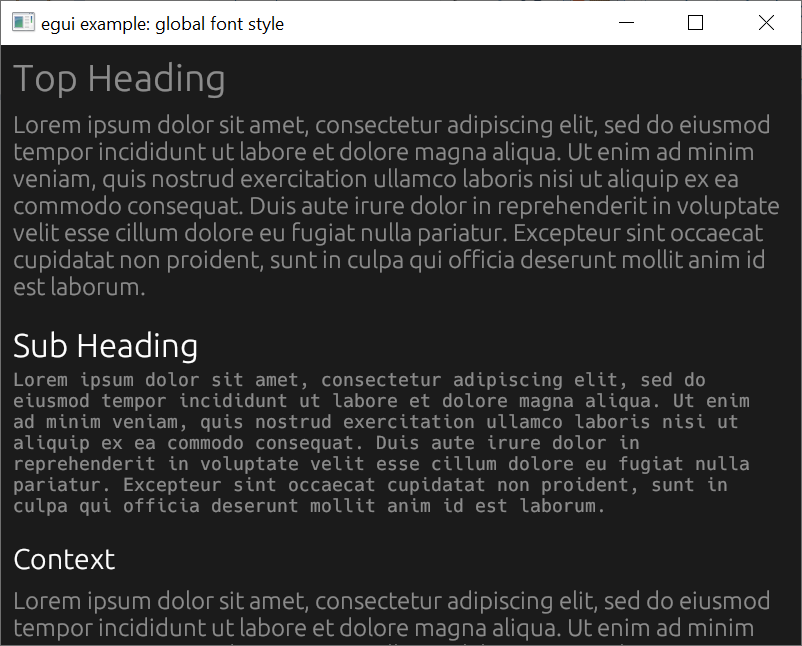 egui example: global font style
Top Heading
Lorem ipsum dolor sit amet, consectetur adipiscing elit, sed do eiusmod
tempor incididunt ut labore et dolore magna aliqua. Ut enim ad minim
veniam, quis nostrud exercitation ullamco laboris nisi ut aliquip ex ea
commodo consequat. Duis aute irure dolor in reprehenderit in voluptate
velit esse cillum dolore eu fugiat nulla pariatur. Excepteur sint occaecat
cupidatat non proident, sunt in culpa qui officia deserunt mollit anim id
est laborum.
Sub Heading
Lorem ipsum dolor sit amet, consectetur adipiscing elit, sed do
eiusmod tempor incididunt ut labore et dolore magna aliqua. Ut enim
ad minim veniam, quis nostrud exercitation ullamco laboris nisi ut
aliquip ex ea commodo consequat. Duis aute irure dolor in
reprehenderit in voluptate velit esse cillum dolore eu fugiat nulla
pariatur. Excepteur sint occaecat cupidatat non proident, sunt in
culpa qui officia deserunt mollit anim id est laborum.
Context
Lorem ipsum dolor sit amet, consectetur adipiscing elit, sed do eiusmod
tempor incididunt ut labore et dolore magna aliqua. Ut enim ad minim